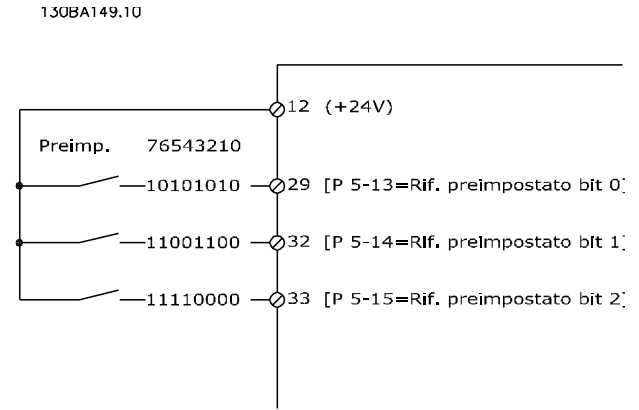 130BA149.10
12 (+24V)
Preimp. 76543210
10101010 29 [P 5-13=Rif. preimpostato bit 0]
11001100 32 [P 5-14=Rif. preimpostato bit 1]
11110000 33 [P 5-15=Rif. preimpostato bit 2]